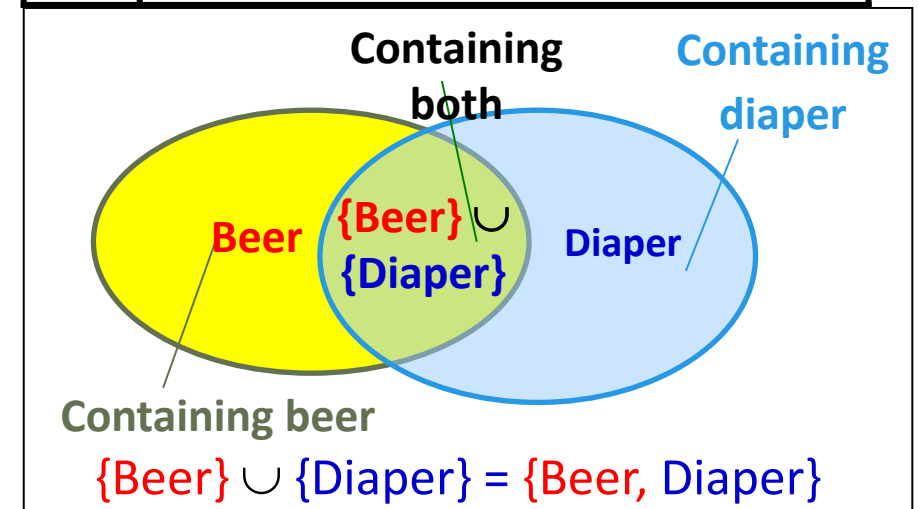 Containing
both
Containing
diaper
Beer
{Beer} ∪
{Diaper}
Diaper
Containing beer
{Beer} ∪ {Diaper} = {Beer, Diaper}